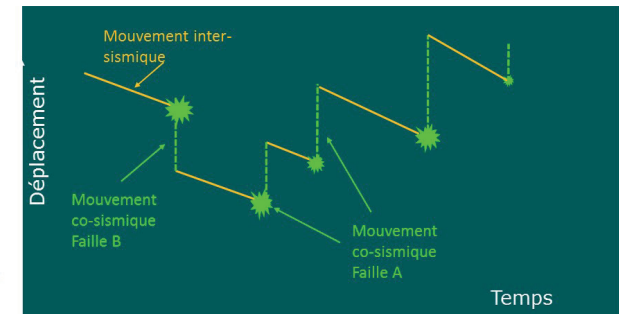 Mouvement inter-
sismique
Déplacement
Mouvement
co-sismique
Faille B
Mouvement
co-sismique
Faille A
Temps